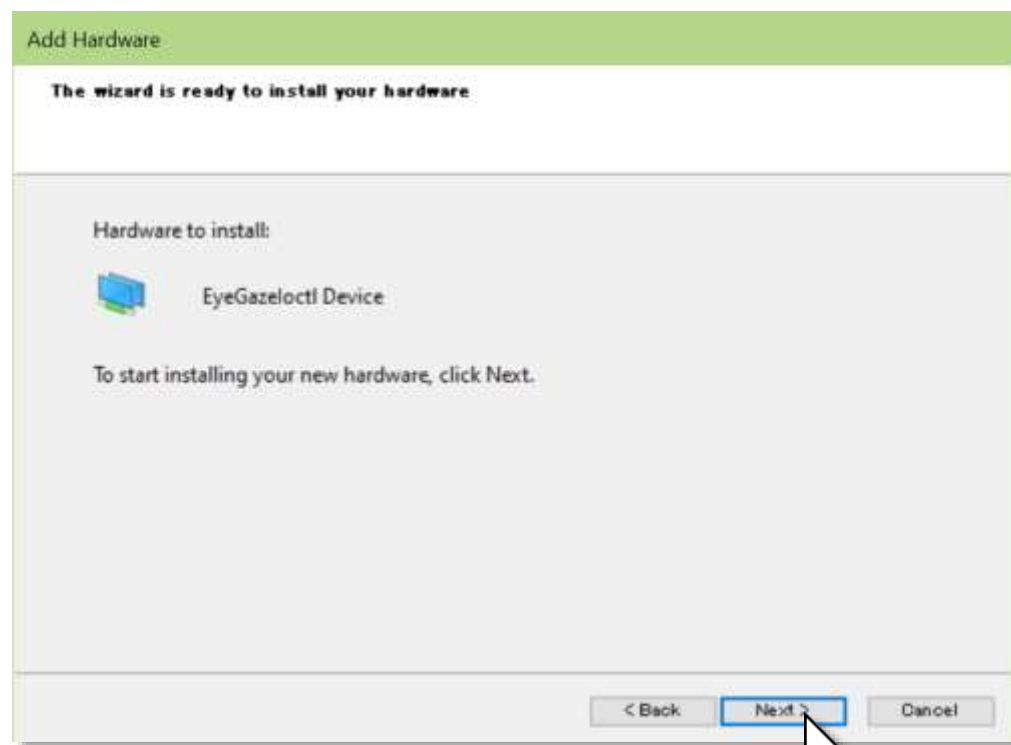 Add Hardware
The wizard is ready to install your hardware
Hardware to install:
EyeGazeIoctl Device
To start installing your new hardware, click Next.
< Back Next > Cancel